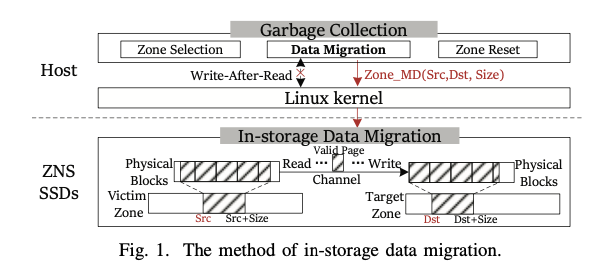 Garbage Collection
Zone Selection
Data Migration
Zone Reset
Host
Write-After-Read
Zone_MD(Src,Dst, Size)
Linux kernel
In-storage Data Migration
ZNS
SSDs
Physical
Blocks
Read ··· Valid Page ··· Write
Channel
Physical
Blocks
Victim
Zone
Src
Src+Size
Target
Zone
Dst
Dst+Size
Fig. 1. The method of in-storage data migration.